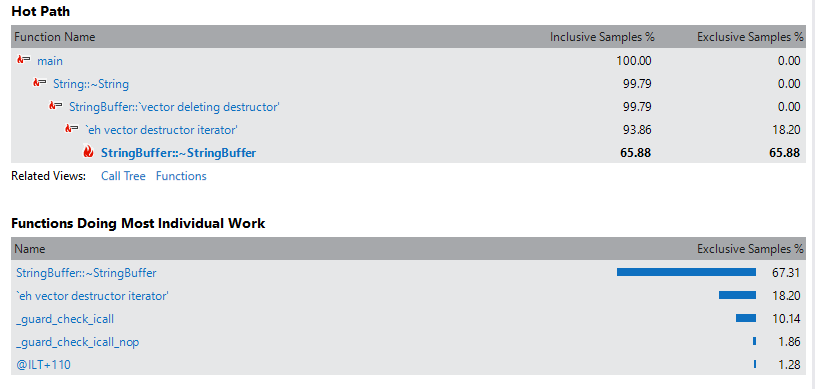 Hot Path
Function Name Inclusive Samples % Exclusive Samples %
main 100.00 0.00
String::~String 99.79 0.00
StringBuffer::`vector deleting destructor' 99.79 0.00
`eh vector destructor iterator' 93.86 18.20
StringBuffer::~StringBuffer 65.88 65.88
Related Views: Call Tree Functions
Functions Doing Most Individual Work
Name Exclusive Samples %
StringBuffer::~StringBuffer 67.31
`eh vector destructor iterator' 18.20
_guard_check_icall 10.14
_guard_check_icall_nop 1.86
@ILT+110 1.28